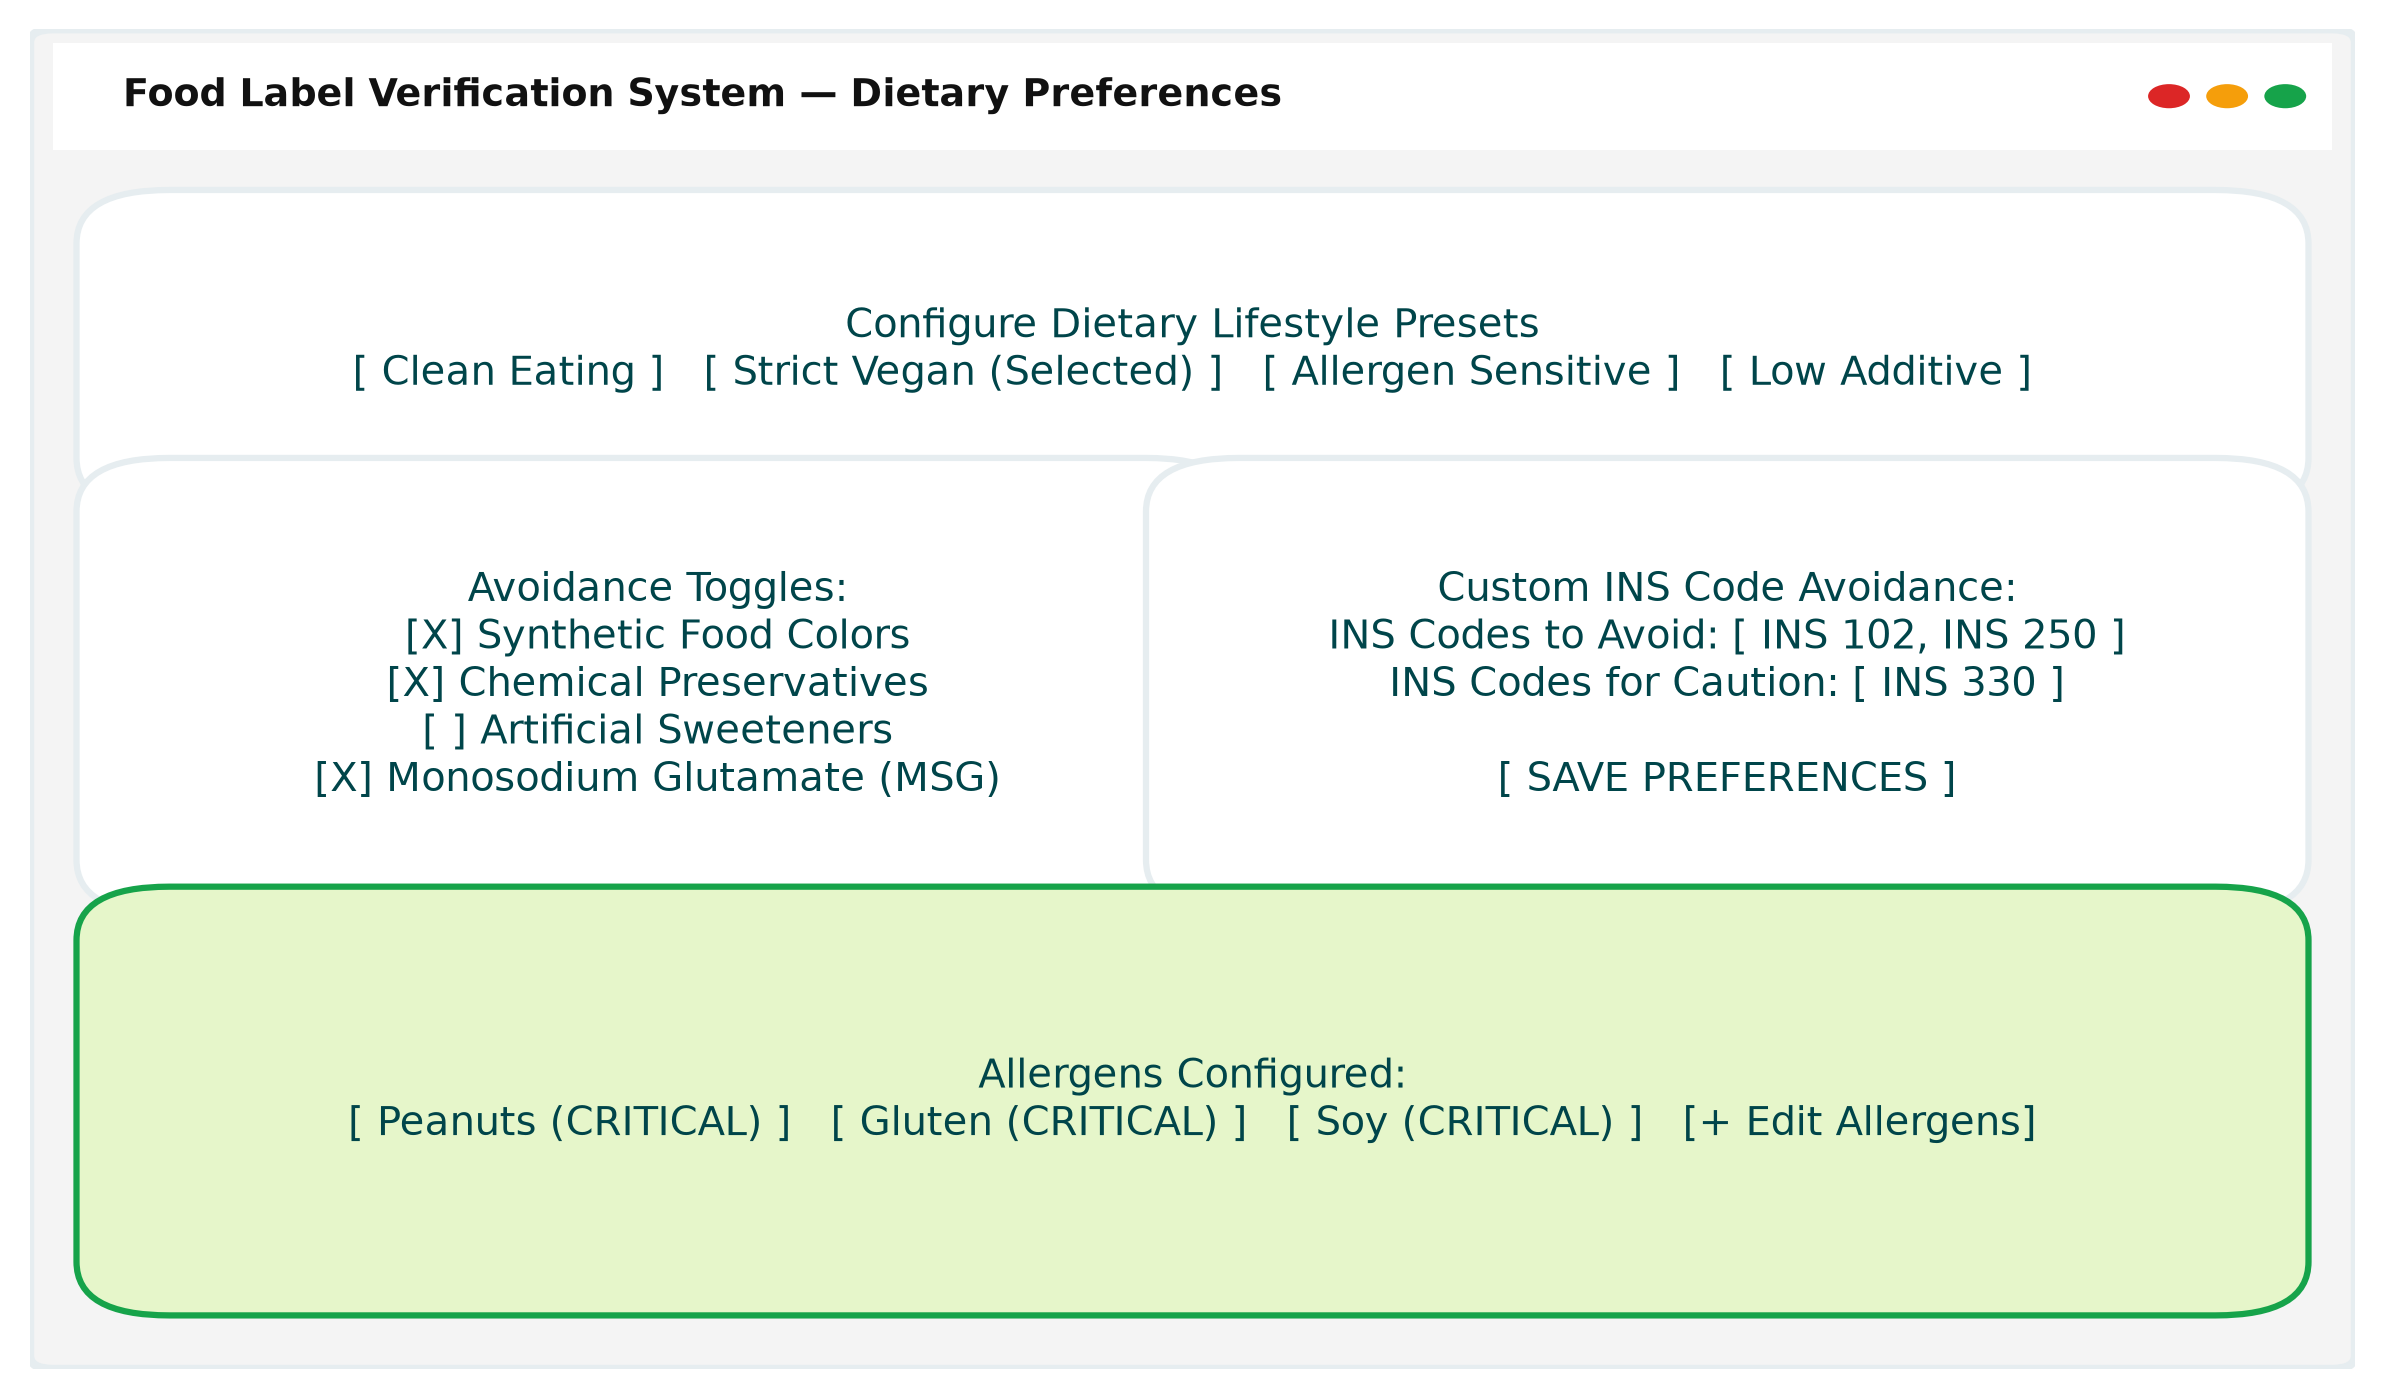 Food Label Verification System — Dietary Preferences
Configure Dietary Lifestyle Presets
[ Clean Eating ]   [ Strict Vegan (Selected) ]   [ Allergen Sensitive ]   [ Low Additive ]
Avoidance Toggles:
[X] Synthetic Food Colors
[X] Chemical Preservatives
[ ] Artificial Sweeteners
[X] Monosodium Glutamate (MSG)
Custom INS Code Avoidance:
INS Codes to Avoid: [ INS 102, INS 250 ]
INS Codes for Caution: [ INS 330 ]
[ SAVE PREFERENCES ]
Allergens Configured:
[ Peanuts (CRITICAL) ]   [ Gluten (CRITICAL) ]   [ Soy (CRITICAL) ]   [+ Edit Allergens]